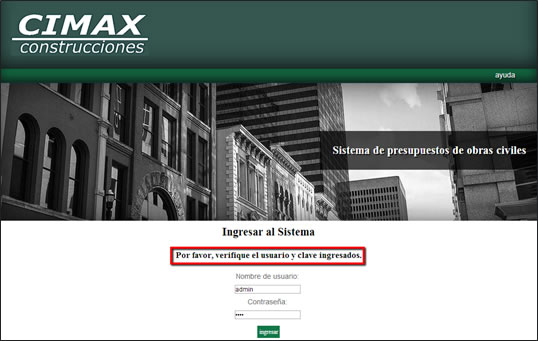 CIMAX
construcciones
ayuda
Sistema de presupuestos de obras civiles
Ingresar al Sistema
Por favor, verifique el usuario y clave ingresados.
Nombre de usuario:
admin
Contraseña:
••••
ingresar